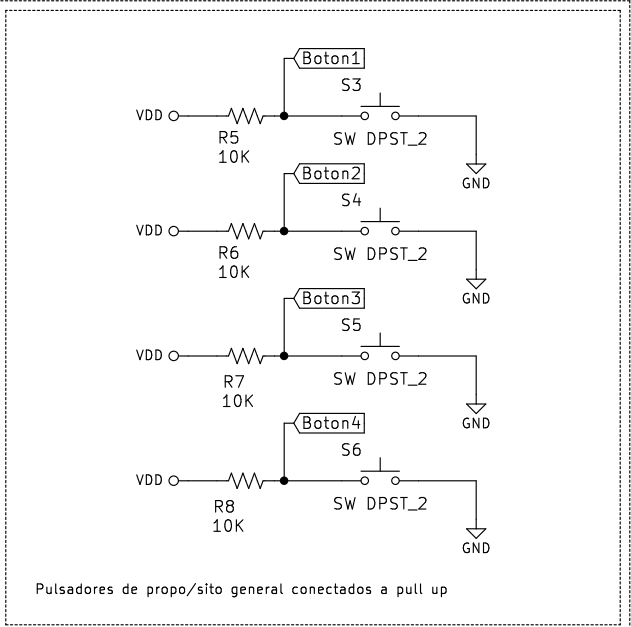 Boton1
S3
VDD
R5
10K
SW DPST_2
GND
Boton2
S4
VDD
R6
10K
SW DPST_2
GND
Boton3
S5
VDD
R7
10K
SW DPST_2
GND
Boton4
S6
VDD
R8
10K
SW DPST_2
GND
Pulsadores de propo/sito general conectados a pull up